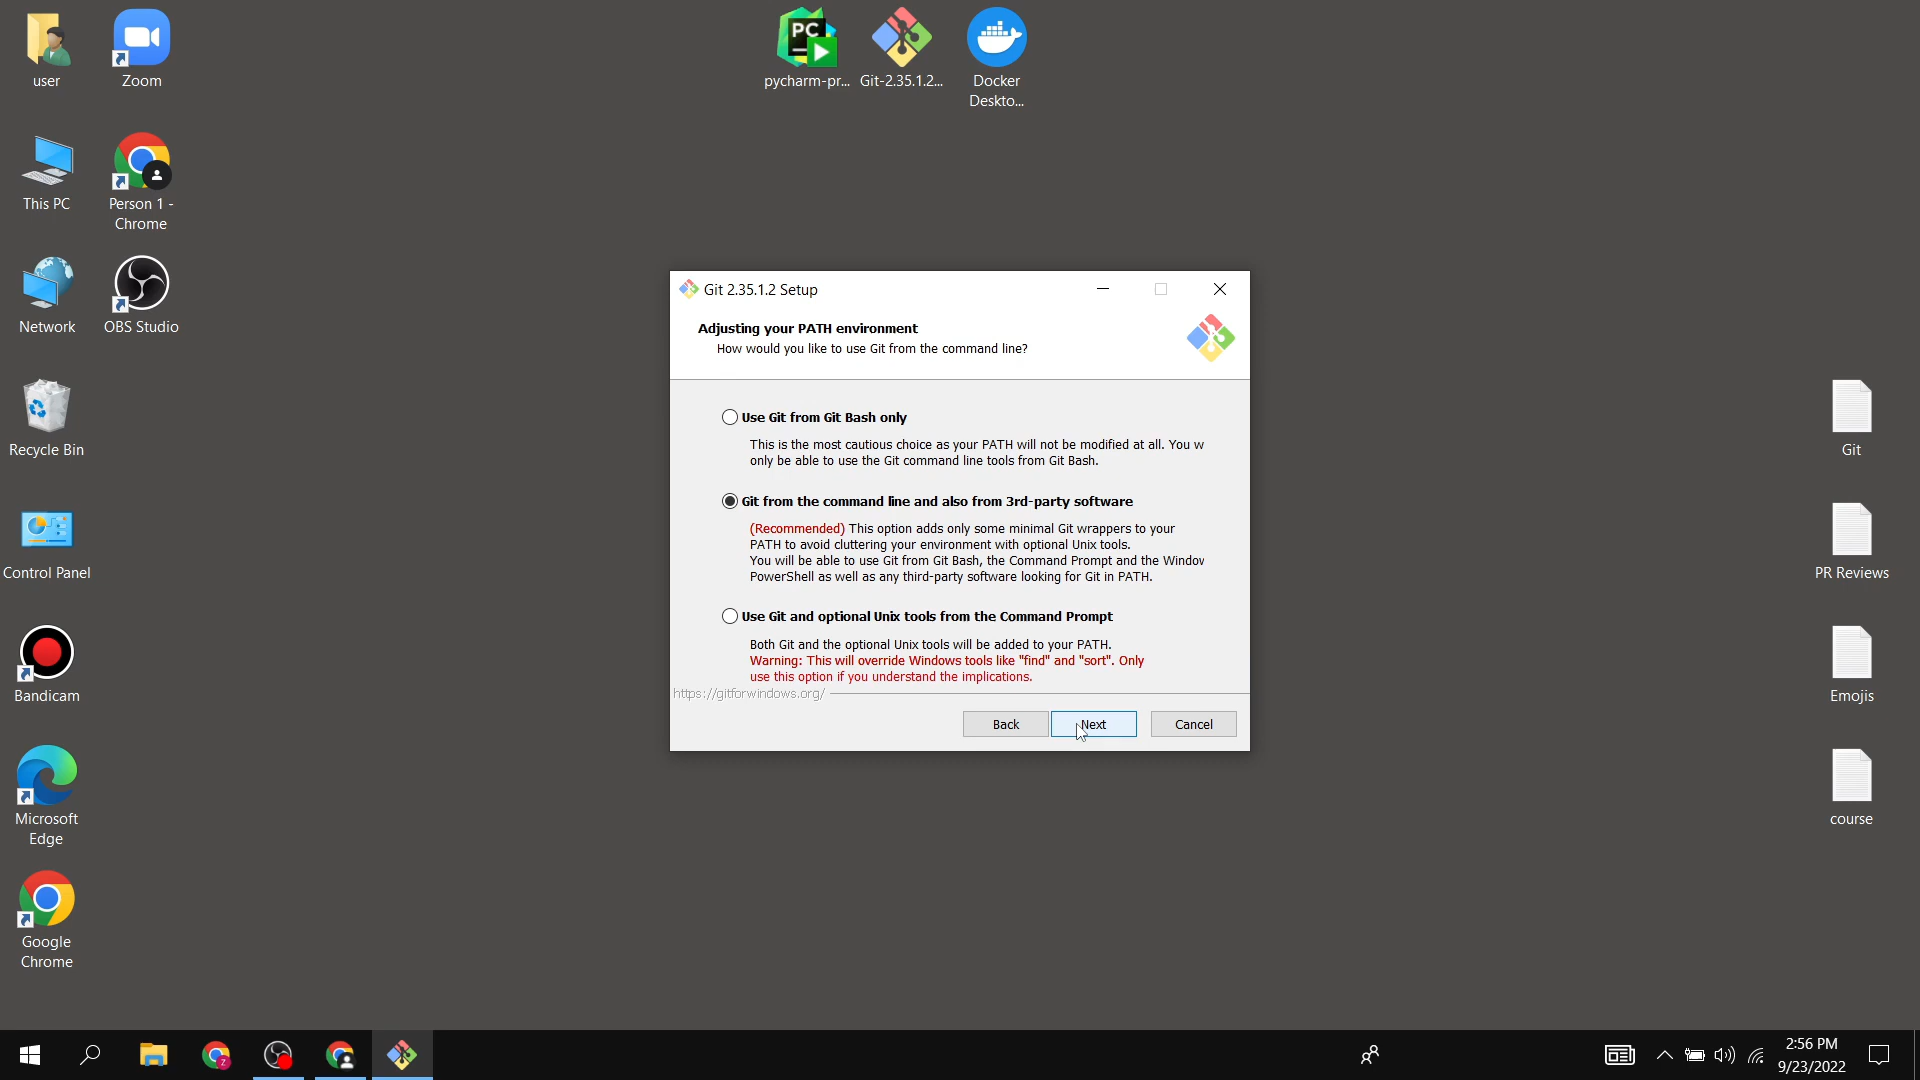 user
Zoom
pycharm-pr...
Git-2.35.1.2...
Docker
Deskto...
This PC
Person 1 -
Chrome
Network
OBS Studio
Recycle Bin
Control Panel
Bandicam
Microsoft
Edge
Google
Chrome
Git 2.35.1.2 Setup
Adjusting your PATH environment
How would you like to use Git from the command line?
Use Git from Git Bash only
This is the most cautious choice as your PATH will not be modified at all. You w
only be able to use the Git command line tools from Git Bash.
Git from the command line and also from 3rd-party software
(Recommended) This option adds only some minimal Git wrappers to your
PATH to avoid cluttering your environment with optional Unix tools.
You will be able to use Git from Git Bash, the Command Prompt and the Window
PowerShell as well as any third-party software looking for Git in PATH.
Use Git and optional Unix tools from the Command Prompt
Both Git and the optional Unix tools will be added to your PATH.
Warning: This will override Windows tools like "find" and "sort". Only
use this option if you understand the implications.
https://gitforwindows.org/
Back
Next
Cancel
Git
PR Reviews
Emojis
course
PC
Z
2:56 PM
9/23/2022